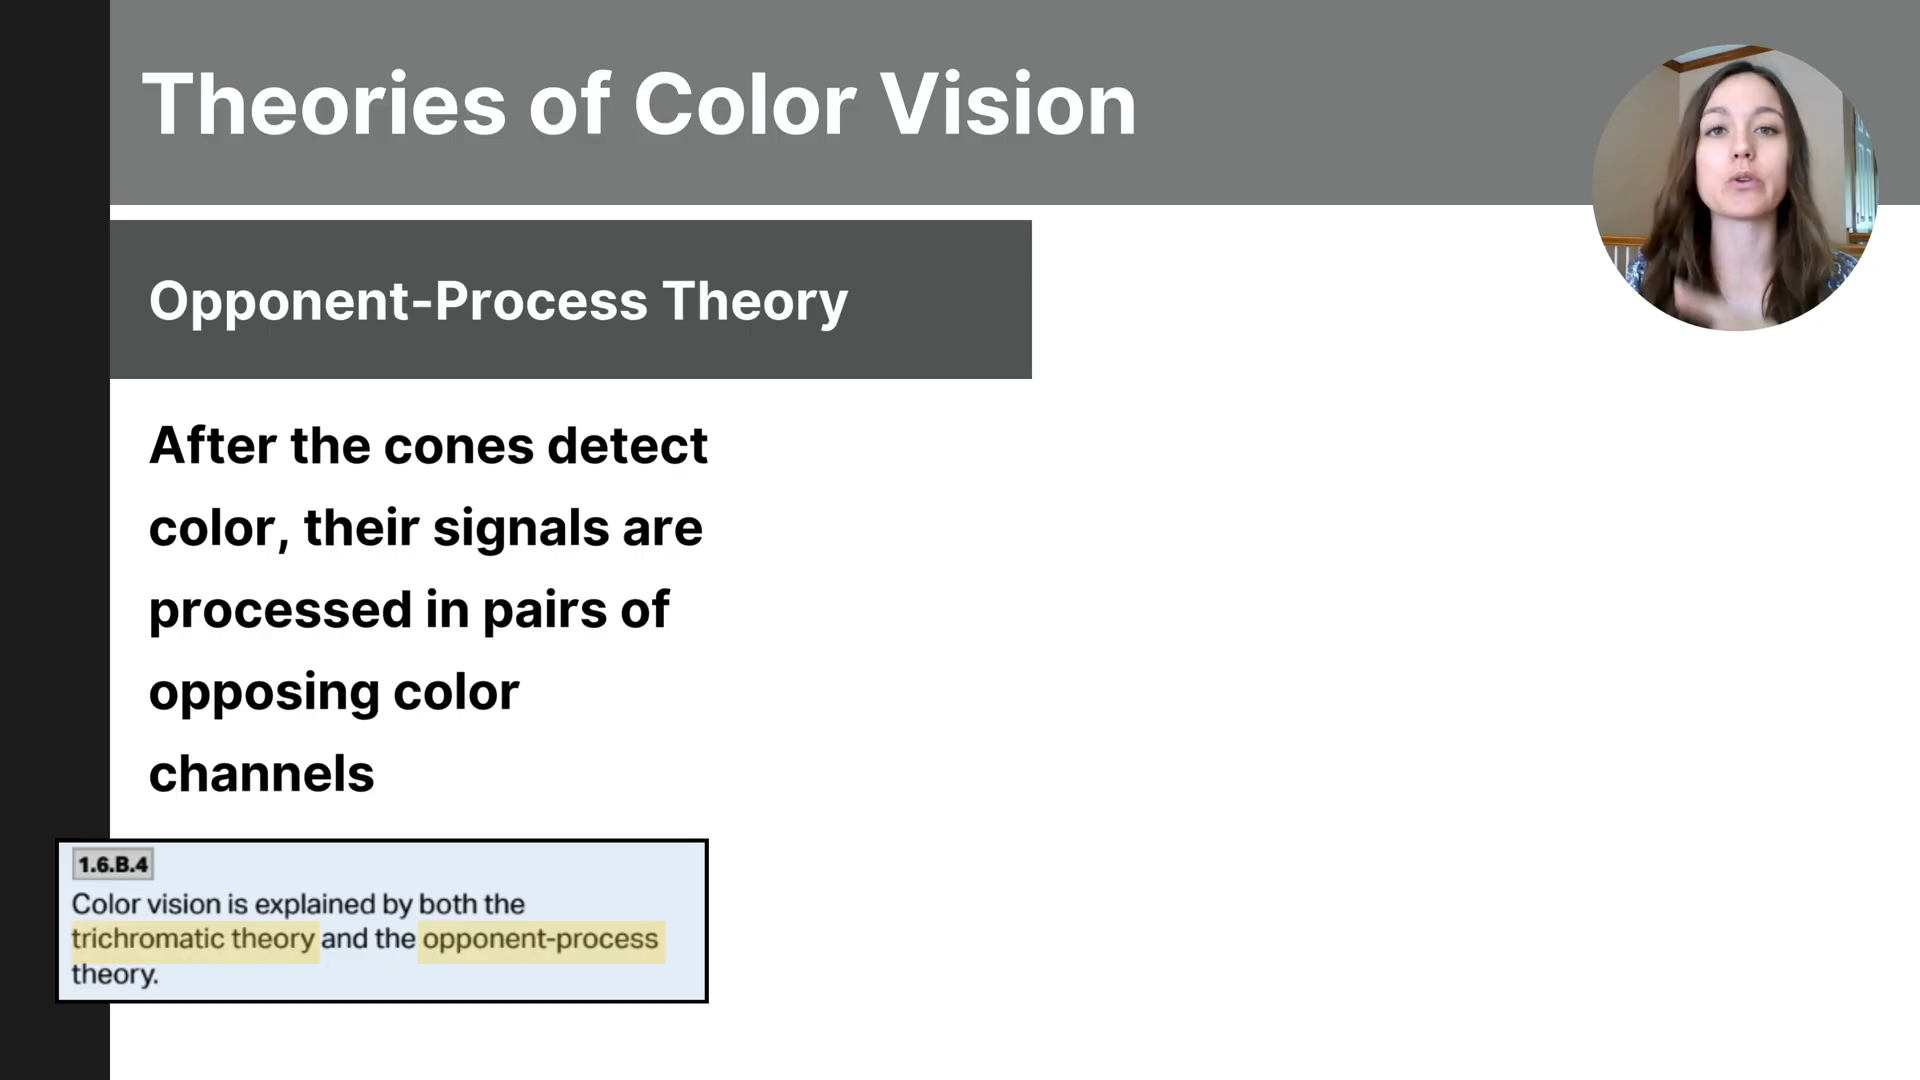 Theories of Color Vision
Opponent-Process Theory
After the cones detect
color, their signals are
processed in pairs of
opposing color
channels
1.6.B.4
Color vision is explained by both the
trichromatic theory and the opponent-process
theory.